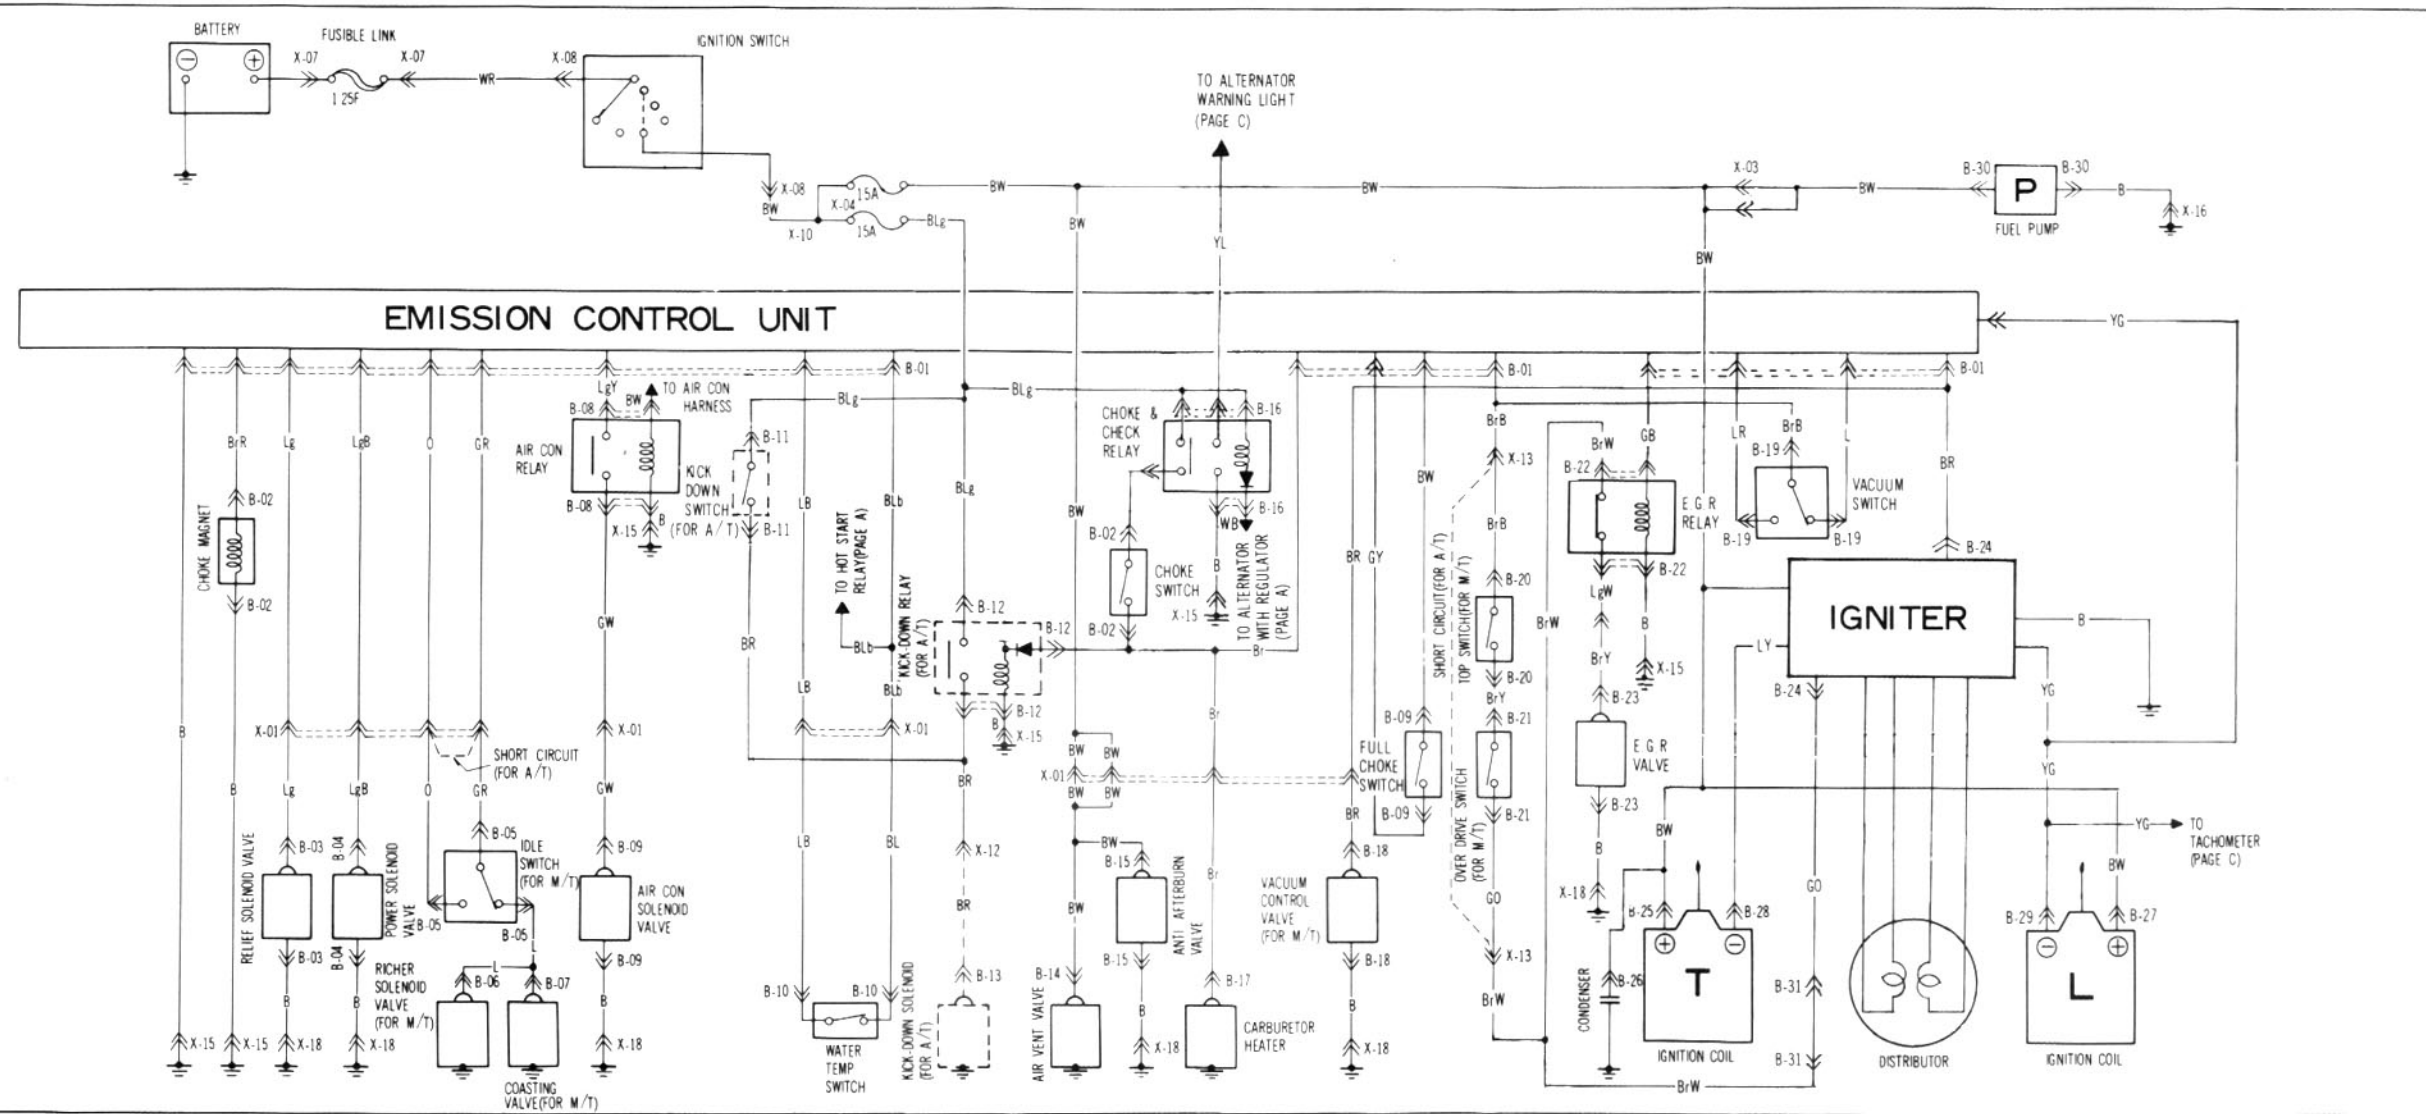 BATTERY
FUSIBLE LINK
IGNITION SWITCH
X-07
X-07
X-08
WR
1.25F
TO ALTERNATOR
WARNING LIGHT
(PAGE C)
X-08
BW
X-04
15A
X-10
15A
BLg
BW
BW
BW
YL
X-03
BW
BW
B-30
P
B-30
B
X-16
FUEL PUMP
EMISSION CONTROL UNIT
YG
B-01
B-01
B-01
LgY
BW
TO AIR CON
HARNESS
B-08
AIR CON
RELAY
B-08
X-15
B
BLg
BLg
B-11
KICK
DOWN
SWITCH
(FOR A/T)
B-11
CHOKE &
CHECK
RELAY
B-16
B-16
WB
TO ALTERNATOR
WITH REGULATOR
(PAGE A)
B
X-15
BrR
Lg
LgB
O
GR
B-02
CHOKE MAGNET
B-02
GW
LB
BLb
TO HOT START
RELAY(PAGE A)
BLb
BLb
BLg
BW
B-02
CHOKE
SWITCH
B-02
KICK-DOWN RELAY
(FOR A/T)
B-12
B-12
B-12
B
X-15
Br
BR
LB
BR
GY
BW
BrB
X-13
BrB
SHORT CIRCUIT(FOR A/T)
TOP SWITCH(FOR M/T)
B-20
B-20
BrY
B-21
B-21
OVER DRIVE SWITCH
(FOR M/T)
GO
X-13
BrW
BrW
BrW
B-22
GB
E.G.R
RELAY
B-22
LgW
BrY
B
X-15
B-23
E G R
VALVE
B-23
B
X-18
LR
BrB
L
B-19
VACUUM
SWITCH
B-19
B-19
BR
B-24
IGNITER
B
LY
B-24
YG
YG
YG
TO
TACHOMETER
(PAGE C)
B
B
X-01
Lg
LgB
O
GR
SHORT CIRCUIT
(FOR A/T)
X-01
GW
X-01
RELIEF SOLENOID VALVE
B-03
B-03
B
B-04
POWER SOLENOID
VALVE
B-04
B
B-05
IDLE
SWITCH
(FOR M/T)
B-05
B-05
L
L
RICHER
SOLENOID
VALVE
(FOR M/T)
B-06
B-07
COASTING
VALVE(FOR M/T)
B-09
AIR CON
SOLENOID
VALVE
B-09
B
X-15
X-15
X-18
X-18
X-18
LB
BL
B-10
B-10
WATER
TEMP
SWITCH
BR
X-12
BR
B-13
KICK-DOWN SOLENOID
(FOR A/T)
BW
BW
X-01
BW
BW
BW
B-15
BW
ANTI AFTERBURN
VALVE
B-15
B-14
AIR VENT VALVE
B
X-18
Br
Br
B-17
CARBURETOR
HEATER
FULL
CHOKE
SWITCH
B-09
B-09
BR
B-18
VACUUM
CONTROL
VALVE
(FOR M/T)
B-18
B
X-18
BW
B-25
B-28
T
IGNITION COIL
CONDENSER
B-26
GO
B-31
B-31
BrW
DISTRIBUTOR
BW
B-29
B-27
L
IGNITION COIL